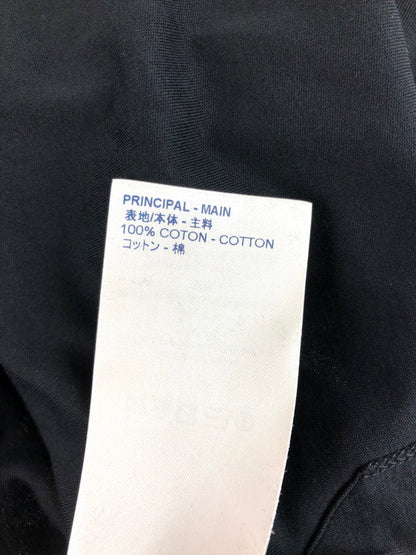 PRINCIPAL - MAIN
表地/本体 - 主料
100% COTON - COTTON
コットン - 棉